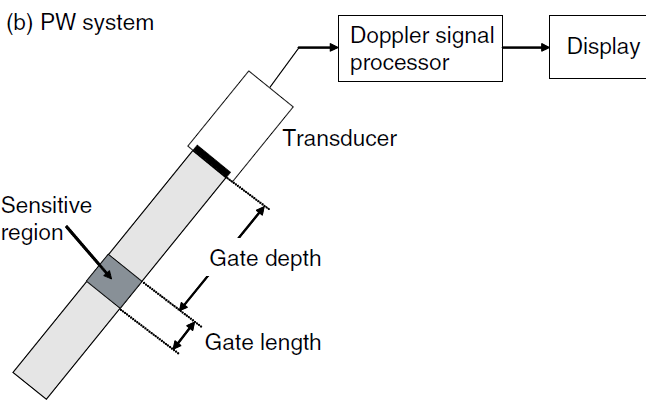 (b) PW system
Doppler signal
processor
Display
Transducer
Sensitive
region
Gate depth
Gate length